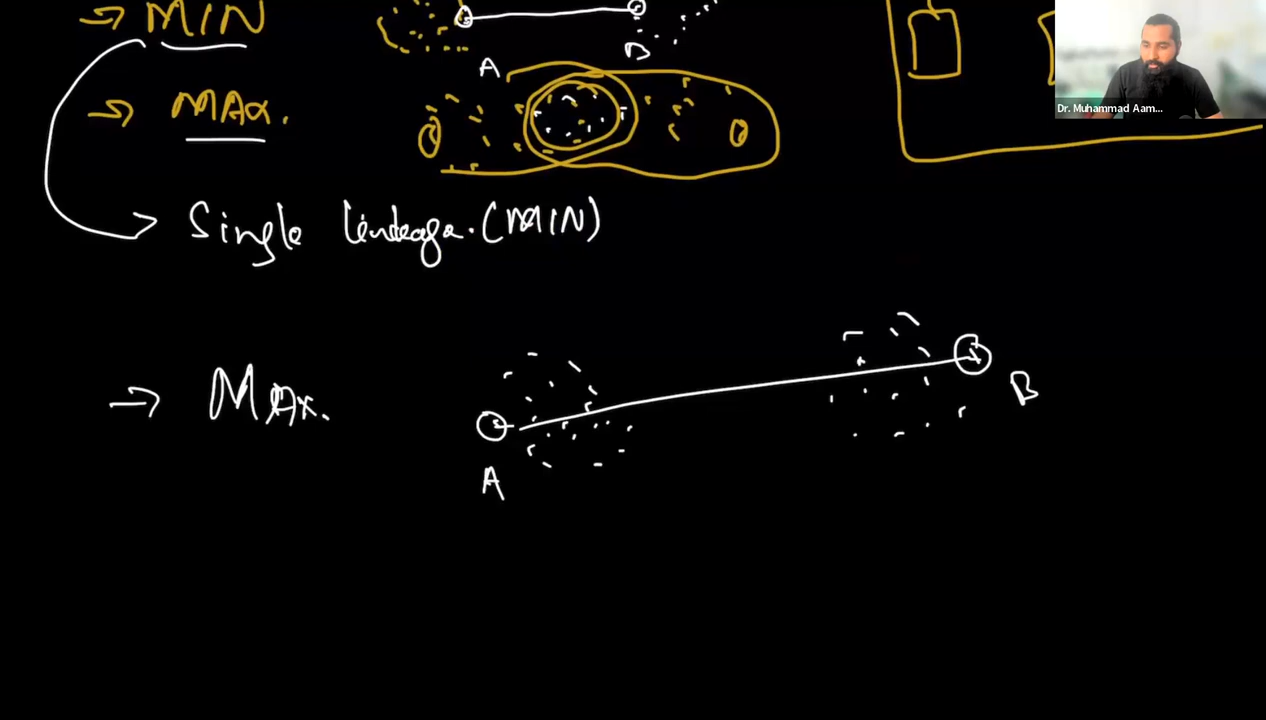 → MIN
A
B
→ MAX.
Single Linkage. (MIN)
→ MAX.
A
B
Dr. Muhammad Aam...